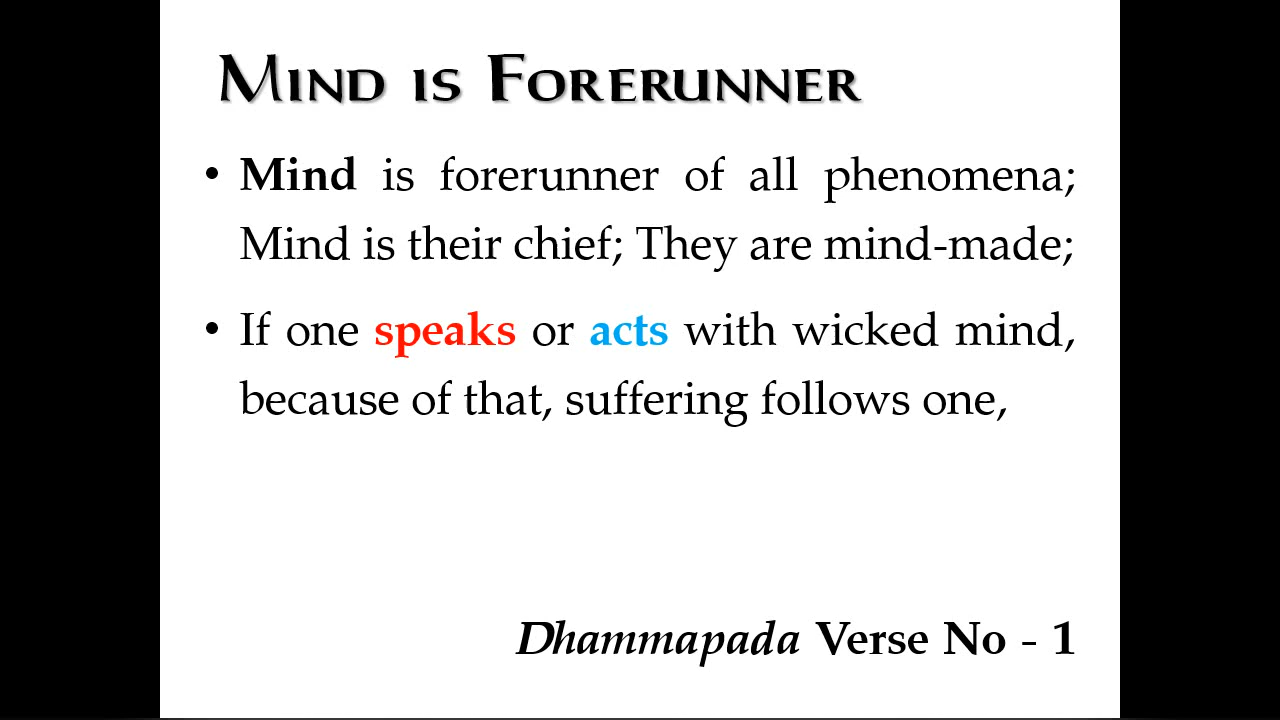 Mind is Forerunner
• Mind is forerunner of all phenomena;
Mind is their chief; They are mind-made;
• If one speaks or acts with wicked mind,
because of that, suffering follows one,
Dhammapada Verse No - 1